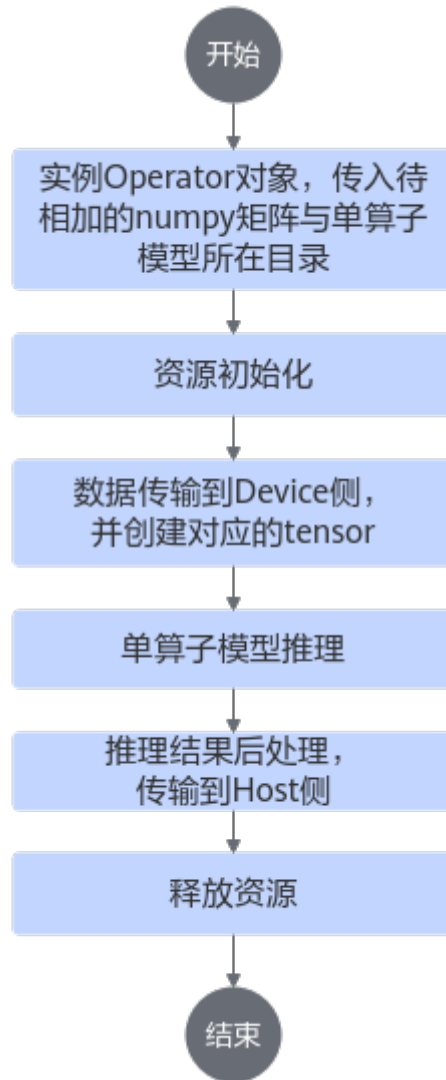 开始
实例Operator对象，传入待
相加的numpy矩阵与单算子
模型所在目录
资源初始化
数据传输到Device侧，
并创建对应的tensor
单算子模型推理
推理结果后处理，
传输到Host侧
释放资源
结束